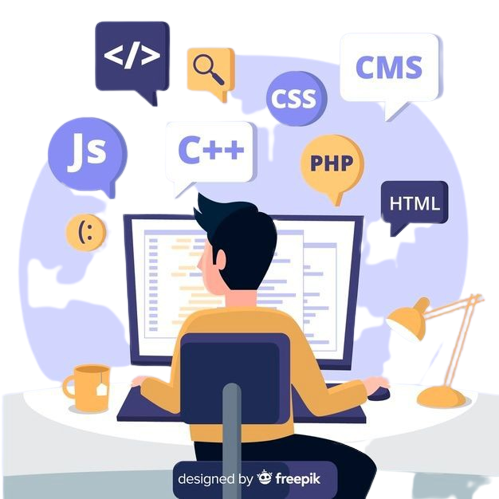 </>
CMS
CSS
Js
C++
PHP
HTML
designed by freepik